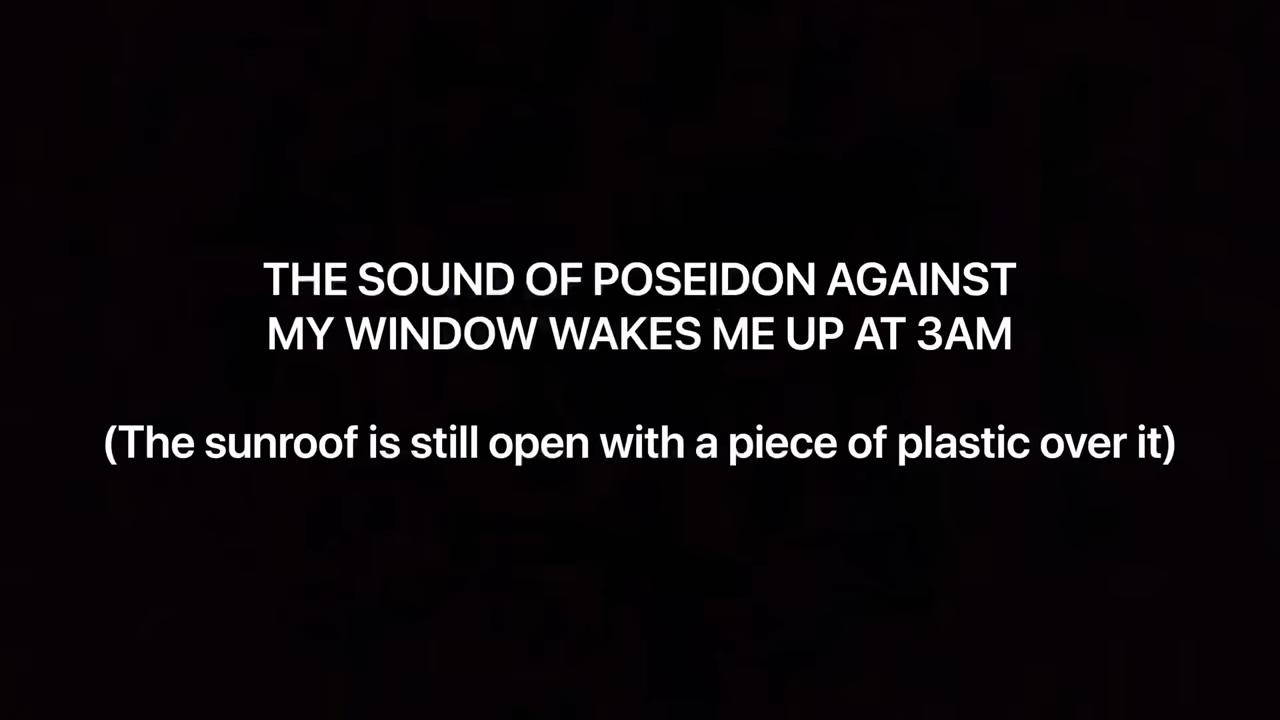 THE SOUND OF POSEIDON AGAINST
MY WINDOW WAKES ME UP AT 3AM
(The sunroof is still open with a piece of plastic over it)